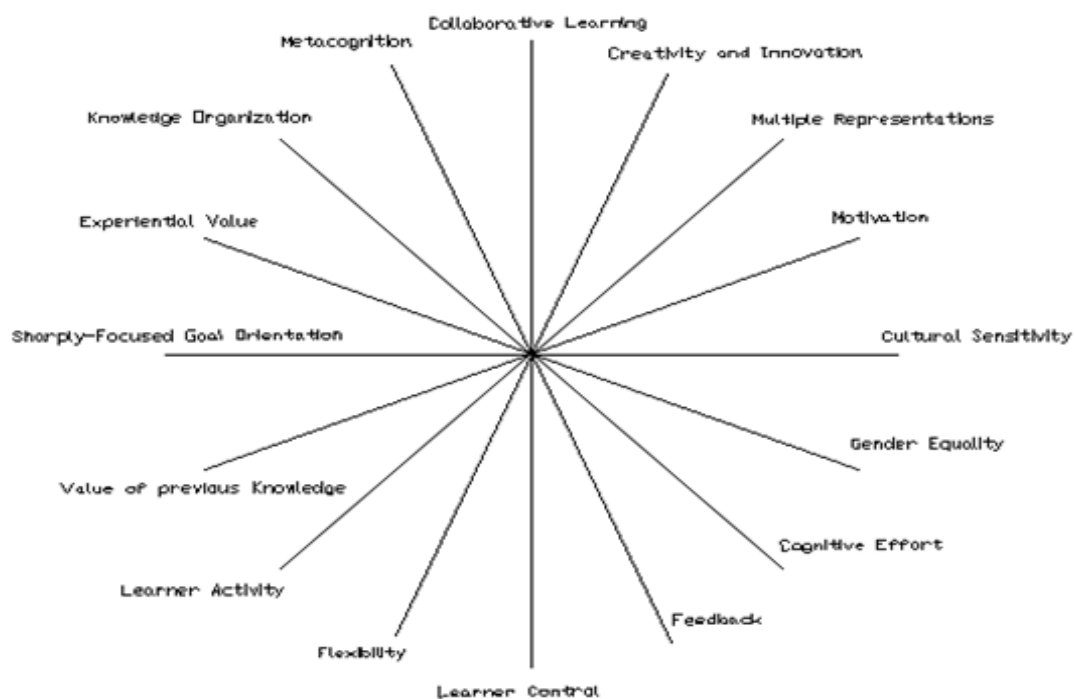 Collaborative Learning
Metacognition
Creativity and Innovation
Knowledge Organization
Multiple Representations
Experiential Value
Motivation
Sharply-Focused Goal Orientation
Cultural Sensitivity
Gender Equality
Value of previous Knowledge
Cognitive Effort
Learner Activity
Feedback
Flexibility
Learner Control